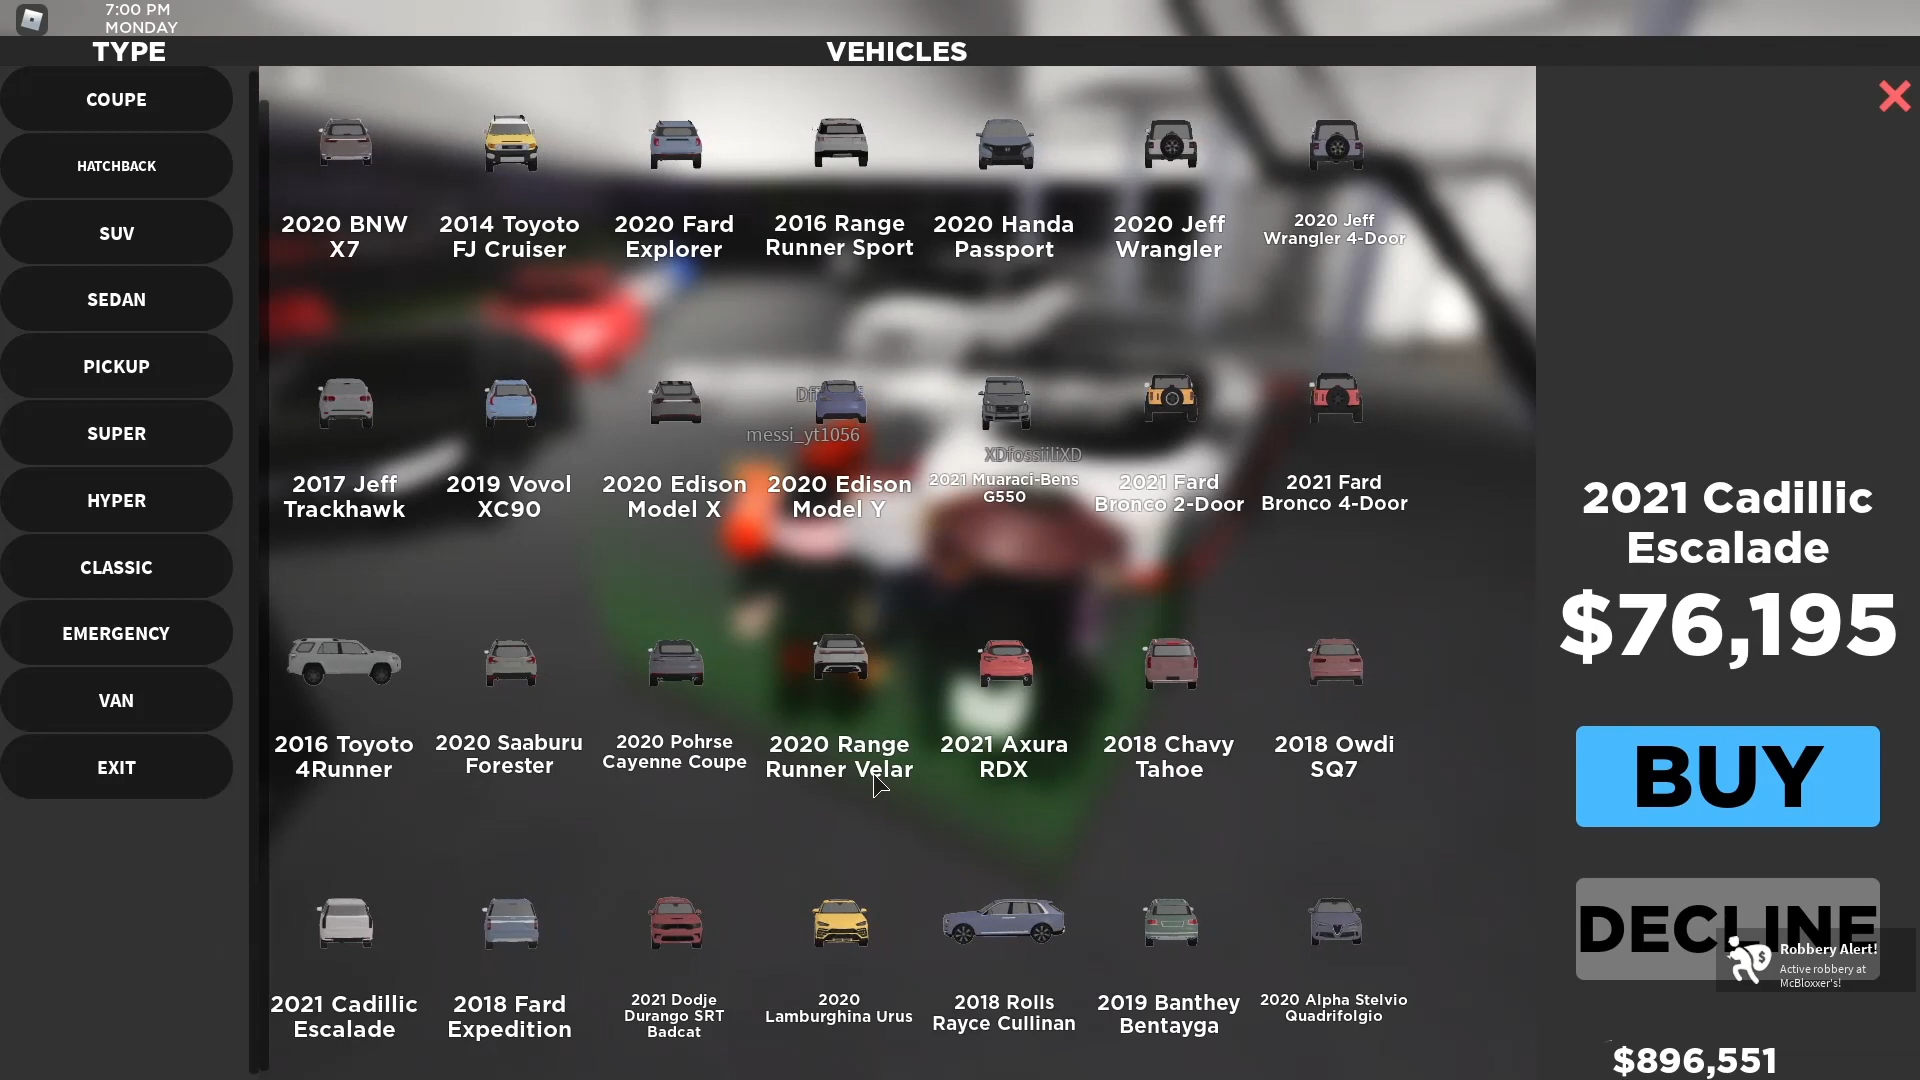 7:00 PM
MONDAY
TYPE
VEHICLES
COUPE
HATCHBACK
SUV
SEDAN
PICKUP
SUPER
HYPER
CLASSIC
EMERGENCY
VAN
EXIT
2020 BNW
X7
2014 Toyoto
FJ Cruiser
2020 Fard
Explorer
2016 Range
Runner Sport
2020 Handa
Passport
2020 Jeff
Wrangler
2020 Jeff
Wrangler 4-Door
messi_yt1056
XDfossiiliXD
2017 Jeff
Trackhawk
2019 Vovol
XC90
2020 Edison
Model X
2020 Edison
Model Y
2021 Muaraci-Bens
G550
2021 Fard
Bronco 2-Door
2021 Fard
Bronco 4-Door
2016 Toyoto
4Runner
2020 Saaburu
Forester
2020 Pohrse
Cayenne Coupe
2020 Range
Runner Velar
2021 Axura
RDX
2018 Chavy
Tahoe
2018 Owdi
SQ7
2021 Cadillic
Escalade
2018 Fard
Expedition
2021 Dodje
Durango SRT
Badcat
2020
Lamburghina Urus
2018 Rolls
Rayce Cullinan
2019 Banthey
Bentayga
2020 Alpha Stelvio
Quadrifolgio
2021 Cadillic
Escalade
$76,195
BUY
DECLINE
Robbery Alert!
Active robbery at
McBloxxer's!
$896,551